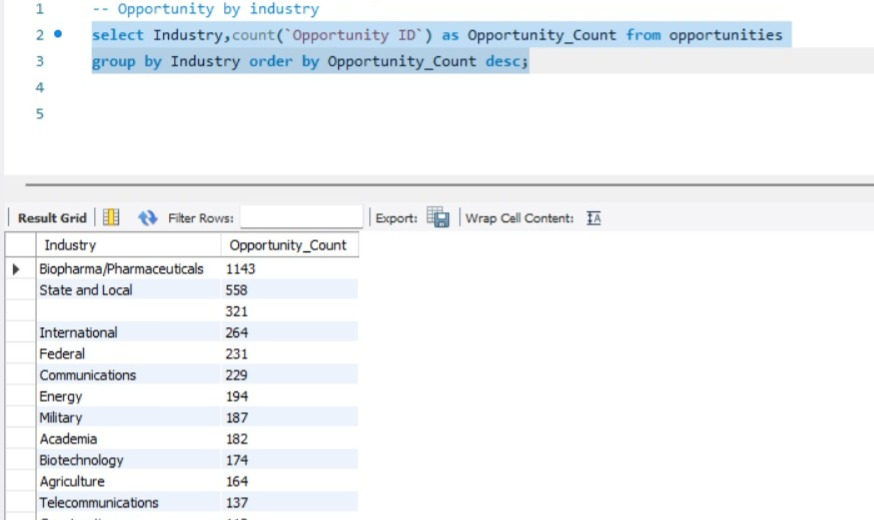 1 -- Opportunity by industry
2 select Industry,count(`Opportunity ID`) as Opportunity_Count from opportunities
3 group by Industry order by Opportunity_Count desc;
4
5
Result Grid Filter Rows: Export: Wrap Cell Content:
Industry Opportunity_Count
Biopharma/Pharmaceuticals 1143
State and Local 558
321
International 264
Federal 231
Communications 229
Energy 194
Military 187
Academia 182
Biotechnology 174
Agriculture 164
Telecommunications 137